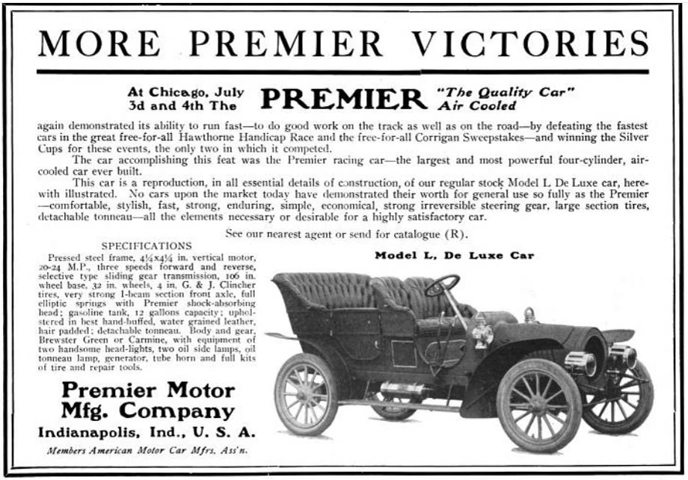 MORE PREMIER VICTORIES
At Chicago, July
3d and 4th The
PREMIER
"The Quality Car"
Air Cooled
again demonstrated its ability to run fast—to do good work on the track as well as on the road—by defeating the fastest
cars in the great free-for-all Hawthorne Handicap Race and the free-for-all Corrigan Sweepstakes—and winning the Silver
Cups for these events, the only two in which it competed.
The car accomplishing this feat was the Premier racing car—the largest and most powerful four-cylinder, air-
cooled car ever built.
This car is a reproduction, in all essential details of construction, of our regular stock Model L De Luxe car, here-
with illustrated. No cars upon the market today have demonstrated their worth for general use so fully as the Premier
—comfortable, stylish, fast, strong, enduring, simple, economical, strong irreversible steering gear, large section tires,
detachable tonneau—all the elements necessary or desirable for a highly satisfactory car.
See our nearest agent or send for catalogue (R).
SPECIFICATIONS
Pressed steel frame, 4¼x4¼ in. vertical motor,
20-24 M.P., three speeds forward and reverse,
selective type sliding gear transmission, 106 in.
wheel base, 32 in. wheels, 4 in. G. & J. Clincher
tires, very strong I-beam section front axle, full
elliptic springs with Premier shock-absorbing
head; gasoline tank, 12 gallons capacity; uphol-
stered in best hand-buffed, water grained leather,
hair padded; detachable tonneau. Body and gear,
Brewster Green or Carmine, with equipment of
two handsome head-lights, two oil side lamps, oil
tonneau lamp, generator, tube horn and full kits
of tire and repair tools.
Model L, De Luxe Car
Premier Motor
Mfg. Company
Indianapolis, Ind., U. S. A.
Members American Motor Car Mfrs. Ass'n.